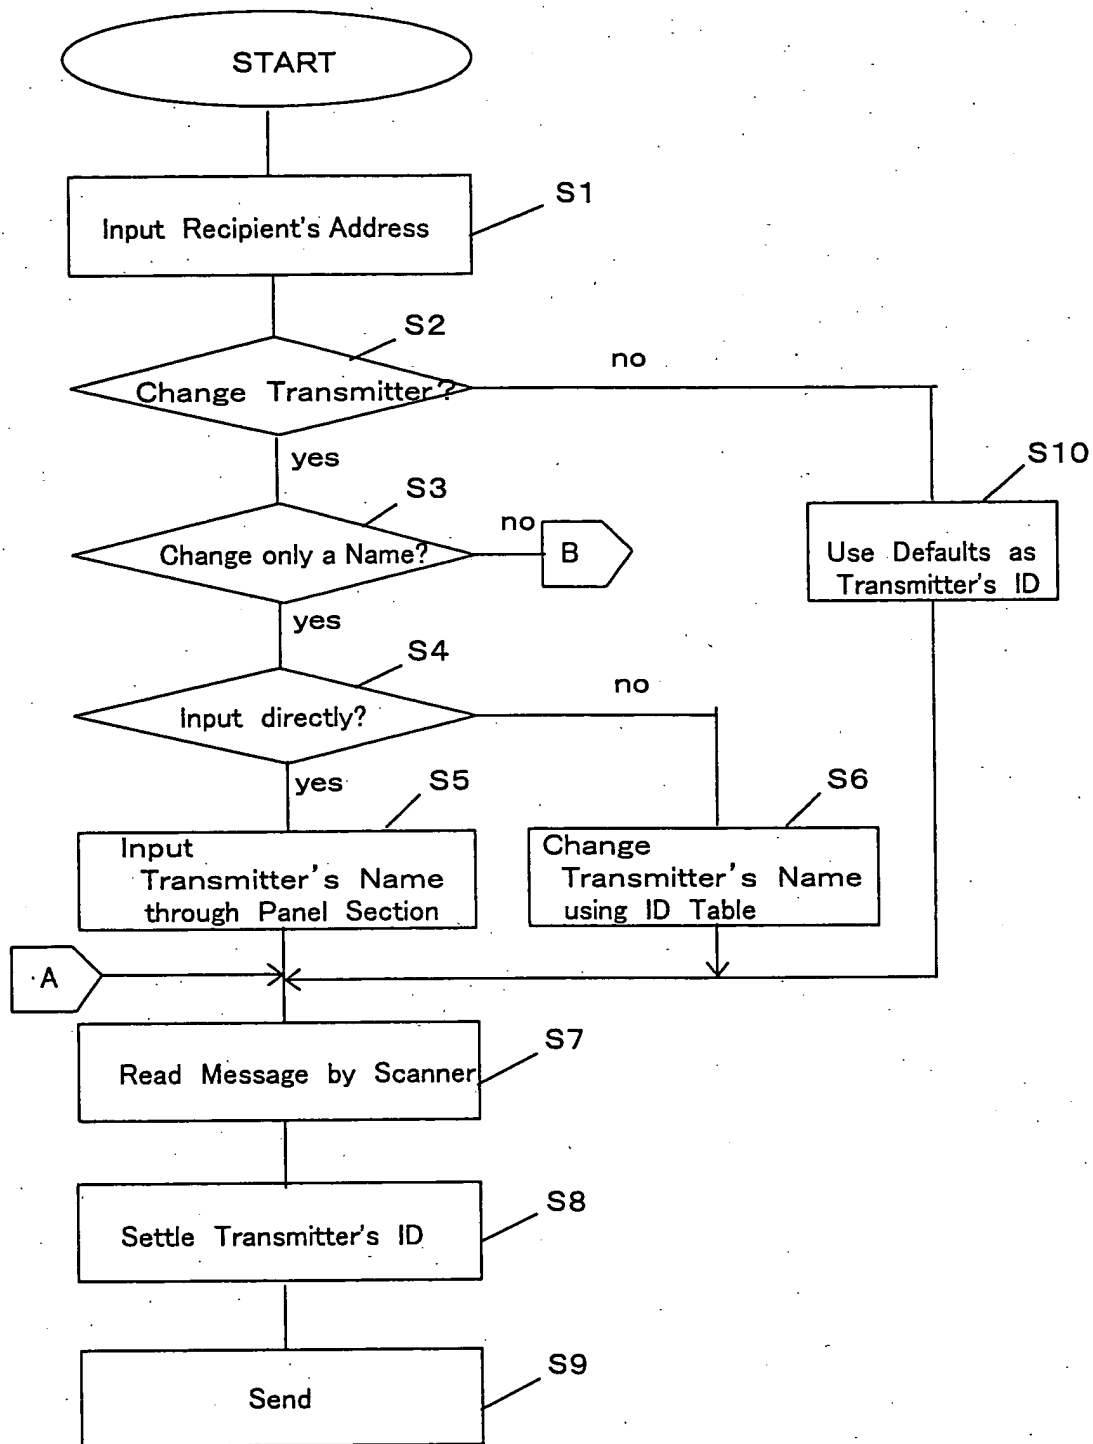 START
S1
Input Recipient's Address
S2
no
Change Transmitter?
yes
S10
S3
no
Change only a Name?
B
Use Defaults as
Transmitter's ID
yes
S4
no
Input directly?
yes
S5
S6
Input
Transmitter's Name
through Panel Section
Change
Transmitter's Name
using ID Table
A
S7
Read Message by Scanner
S8
Settle Transmitter's ID
S9
Send